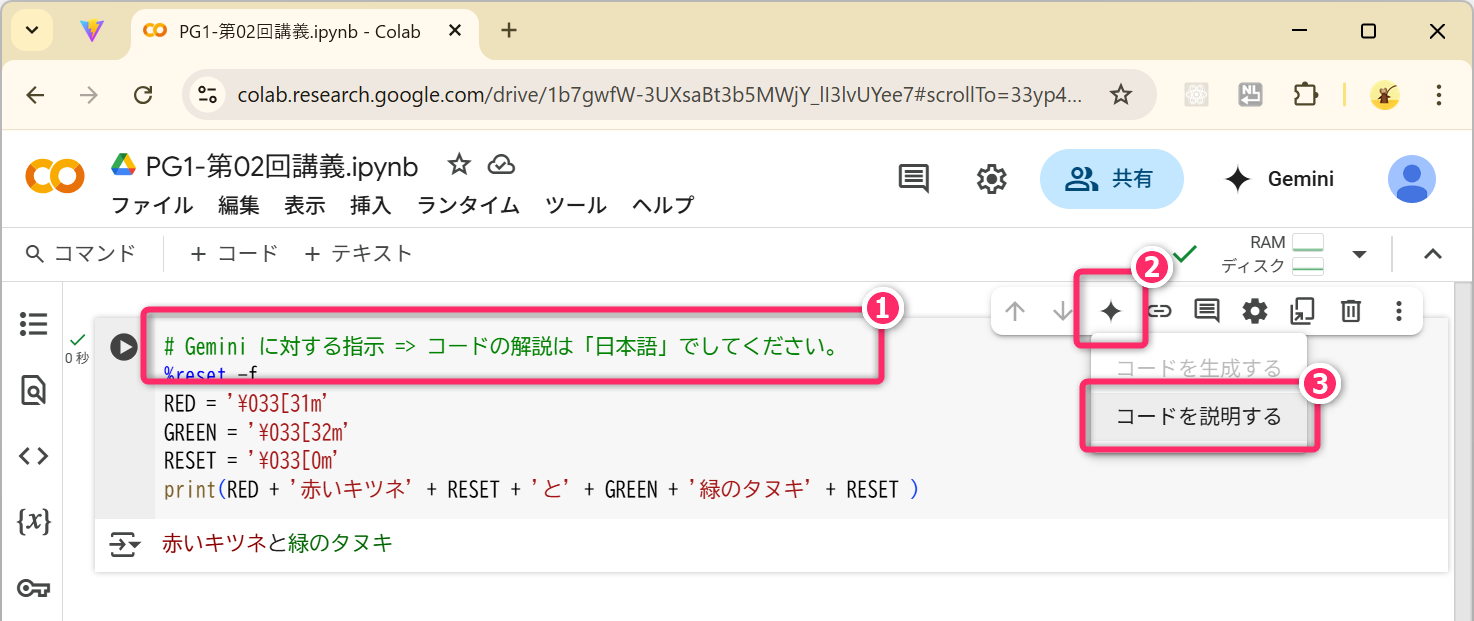 PG1-第02回講義.ipynb - Colab
colab.research.google.com/drive/1b7gwfW-3UXsaBt3b5MWjY_lI3lvUYee7#scrollTo=33yp4...
NL
PG1-第02回講義.ipynb
共有
Gemini
ファイル 編集 表示 挿入 ランタイム ツール ヘルプ
コマンド + コード + テキスト
RAM
ディスク
2
1
0 秒
# Gemini に対する指示 => コードの解説は「日本語」でしてください。
%reset -f
コードを生成する
3
コードを説明する
RED = '¥033[31m'
GREEN = '¥033[32m'
RESET = '¥033[0m'
print(RED + '赤いキツネ' + RESET + 'と' + GREEN + '緑のタヌキ' + RESET )
{x}
赤いキツネと緑のタヌキ